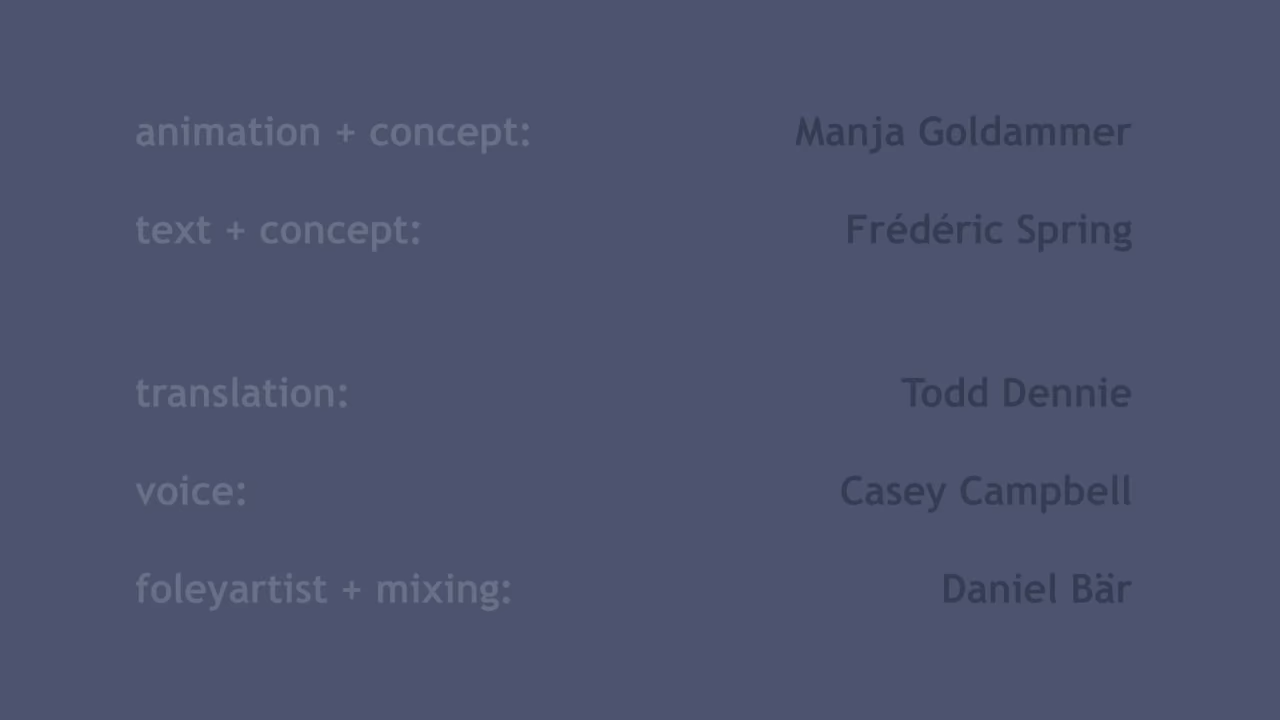 animation + concept: Manja Goldammer
text + concept: Frédéric Spring
translation: Todd Dennie
voice: Casey Campbell
foleyartist + mixing: Daniel Bär